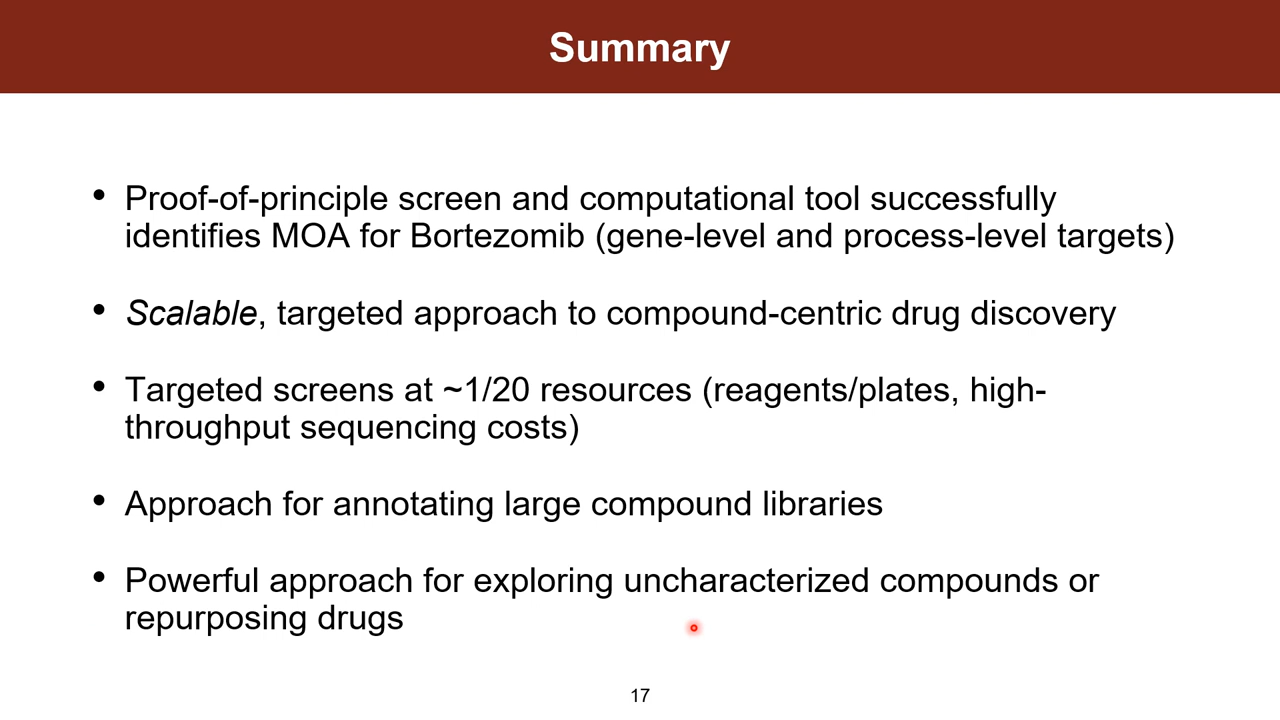 Summary
• Proof-of-principle screen and computational tool successfully
identifies MOA for Bortezomib (gene-level and process-level targets)
• Scalable, targeted approach to compound-centric drug discovery
• Targeted screens at ~1/20 resources (reagents/plates, high-
throughput sequencing costs)
• Approach for annotating large compound libraries
• Powerful approach for exploring uncharacterized compounds or
repurposing drugs
17